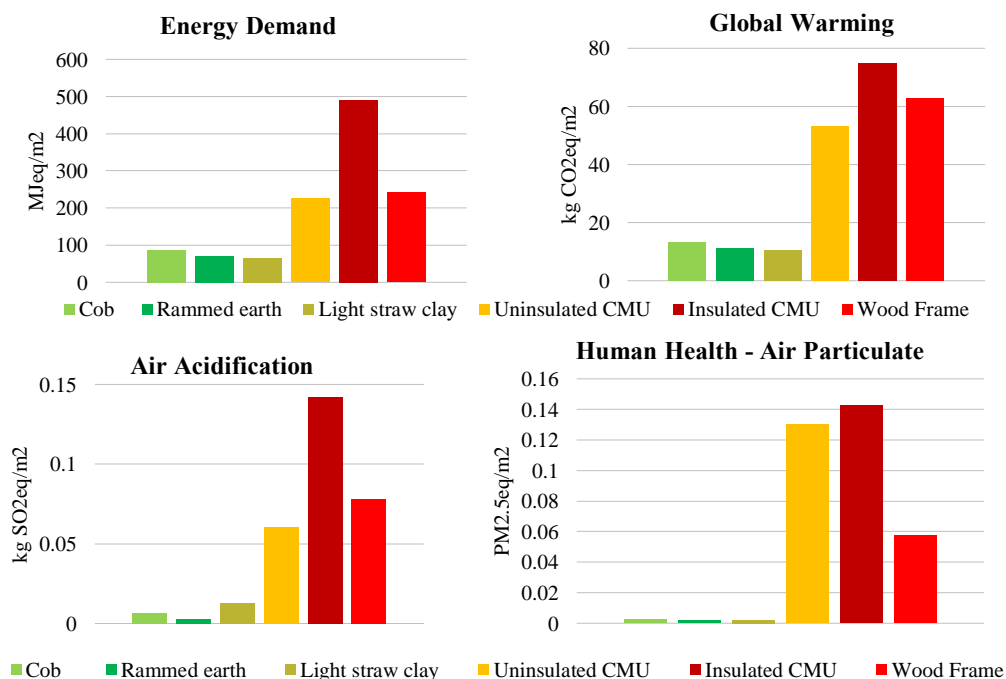 Energy Demand
600
500
400
300
200
100
0
MJeq/m2
Global Warming
80
60
40
20
0
kg CO2eq/m2
Cob Rammed earth Light straw clay Uninsulated CMU Insulated CMU Wood Frame
Air Acidification
0.15
0.1
0.05
0
kg SO2eq/m2
Human Health - Air Particulate
0.16
0.14
0.12
0.1
0.08
0.06
0.04
0.02
0
PM2.5eq/m2
Cob Rammed earth Light straw clay Uninsulated CMU Insulated CMU Wood Frame